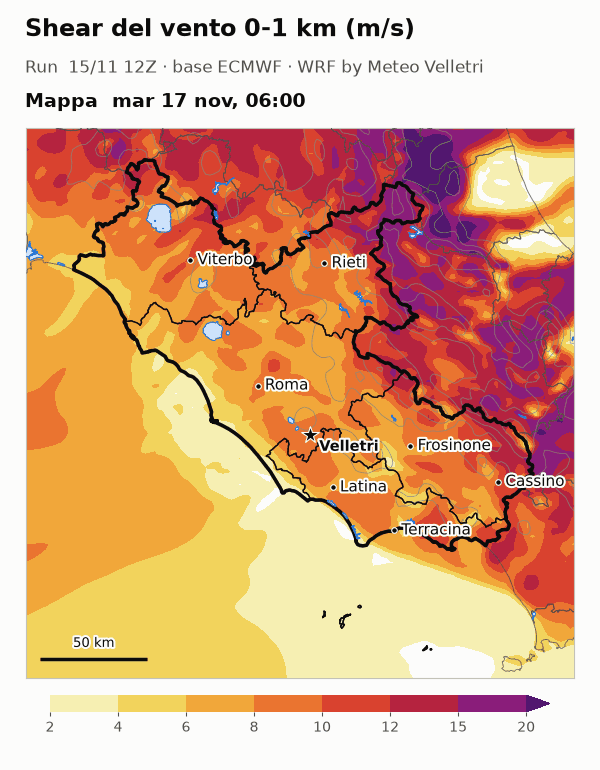 Shear del vento 0-1 km (m/s)
Run  15/11 12Z · base ECMWF · WRF by Meteo Velletri
Mappa  mar 17 nov, 06:00
Viterbo
Rieti
Roma
Velletri
Frosinone
Latina
Cassino
Terracina
50 km
2 4 6 8 10 12 15 20